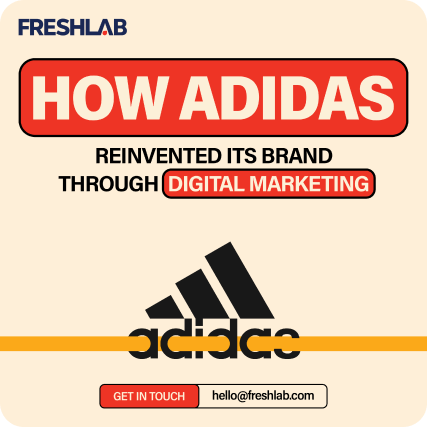 FRESHLAB
HOW ADIDAS
REINVENTED ITS BRAND
THROUGH DIGITAL MARKETING
adidas
GET IN TOUCH hello@freshlab.com